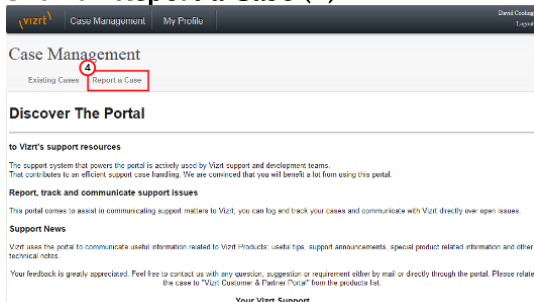 (vizrt) Case Management My Profile
David Cooling
Logout
Case Management
4
Existing Cases Report a Case
Discover The Portal
to Vizrt's support resources
The support system that powers the portal is actively used by Vizrt support and development teams.
That contributes to an efficient support case handling. We are convinced that you will benefit a lot from using this portal.
Report, track and communicate support issues
This portal comes to assist in communicating support matters to Vizrt; you can log and track your cases and communicate with Vizrt directly over open issues.
Support News
Vizrt uses the portal to communicate useful information related to Vizrt Products; useful tips, support announcements, special product related information and other
technical notes.
Your feedback is greatly appreciated. Feel free to contact us with any question, suggestion or requirement either by mail or directly through the portal. Please relate
the case to "Vizrt Customer & Partner Portal" from the products list.
Your Vizrt Support